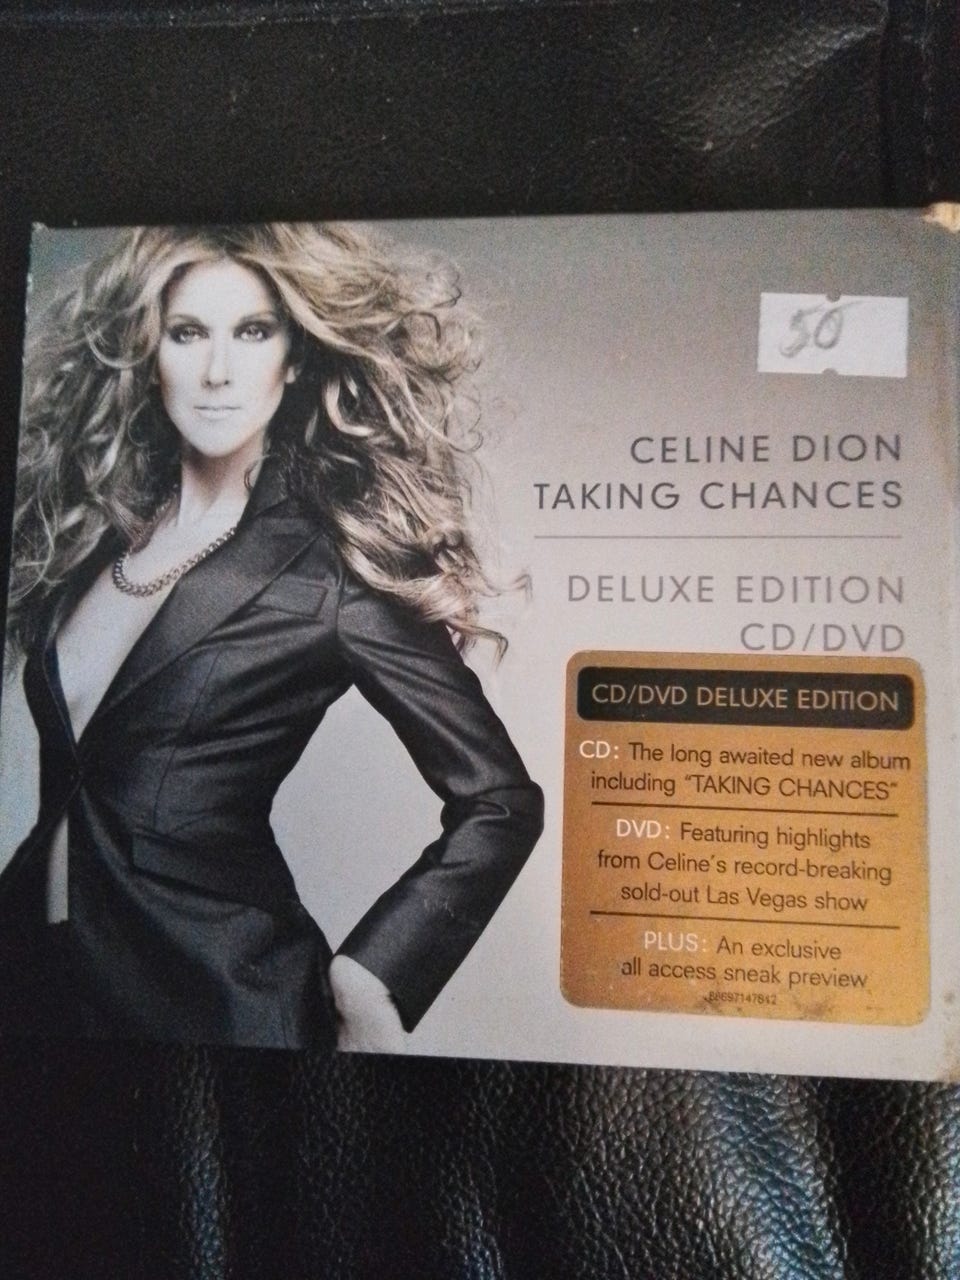 50
CELINE DION
TAKING CHANCES
DELUXE EDITION
CD/DVD
CD/DVD DELUXE EDITION
CD: The long awaited new album
including "TAKING CHANCES"
DVD: Featuring highlights
from Celine's record-breaking
sold-out Las Vegas show
PLUS: An exclusive
all access sneak preview
88697147842